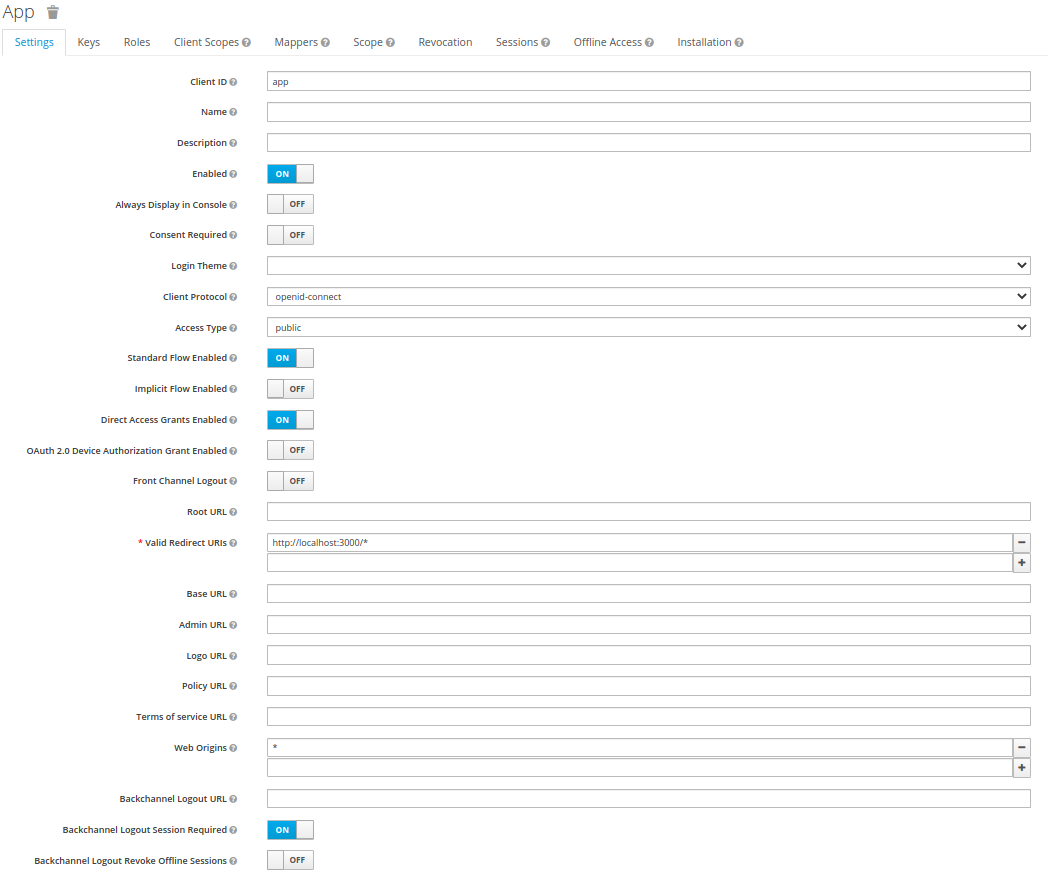 App
Settings Keys Roles Client Scopes Mappers Scope Revocation Sessions Offline Access Installation
Client ID app
Name
Description
Enabled ON
Always Display in Console OFF
Consent Required OFF
Login Theme
Client Protocol openid-connect
Access Type public
Standard Flow Enabled ON
Implicit Flow Enabled OFF
Direct Access Grants Enabled ON
OAuth 2.0 Device Authorization Grant Enabled OFF
Front Channel Logout OFF
Root URL
* Valid Redirect URIs http://localhost:3000/*
Base URL
Admin URL
Logo URL
Policy URL
Terms of service URL
Web Origins *
Backchannel Logout URL
Backchannel Logout Session Required ON
Backchannel Logout Revoke Offline Sessions OFF